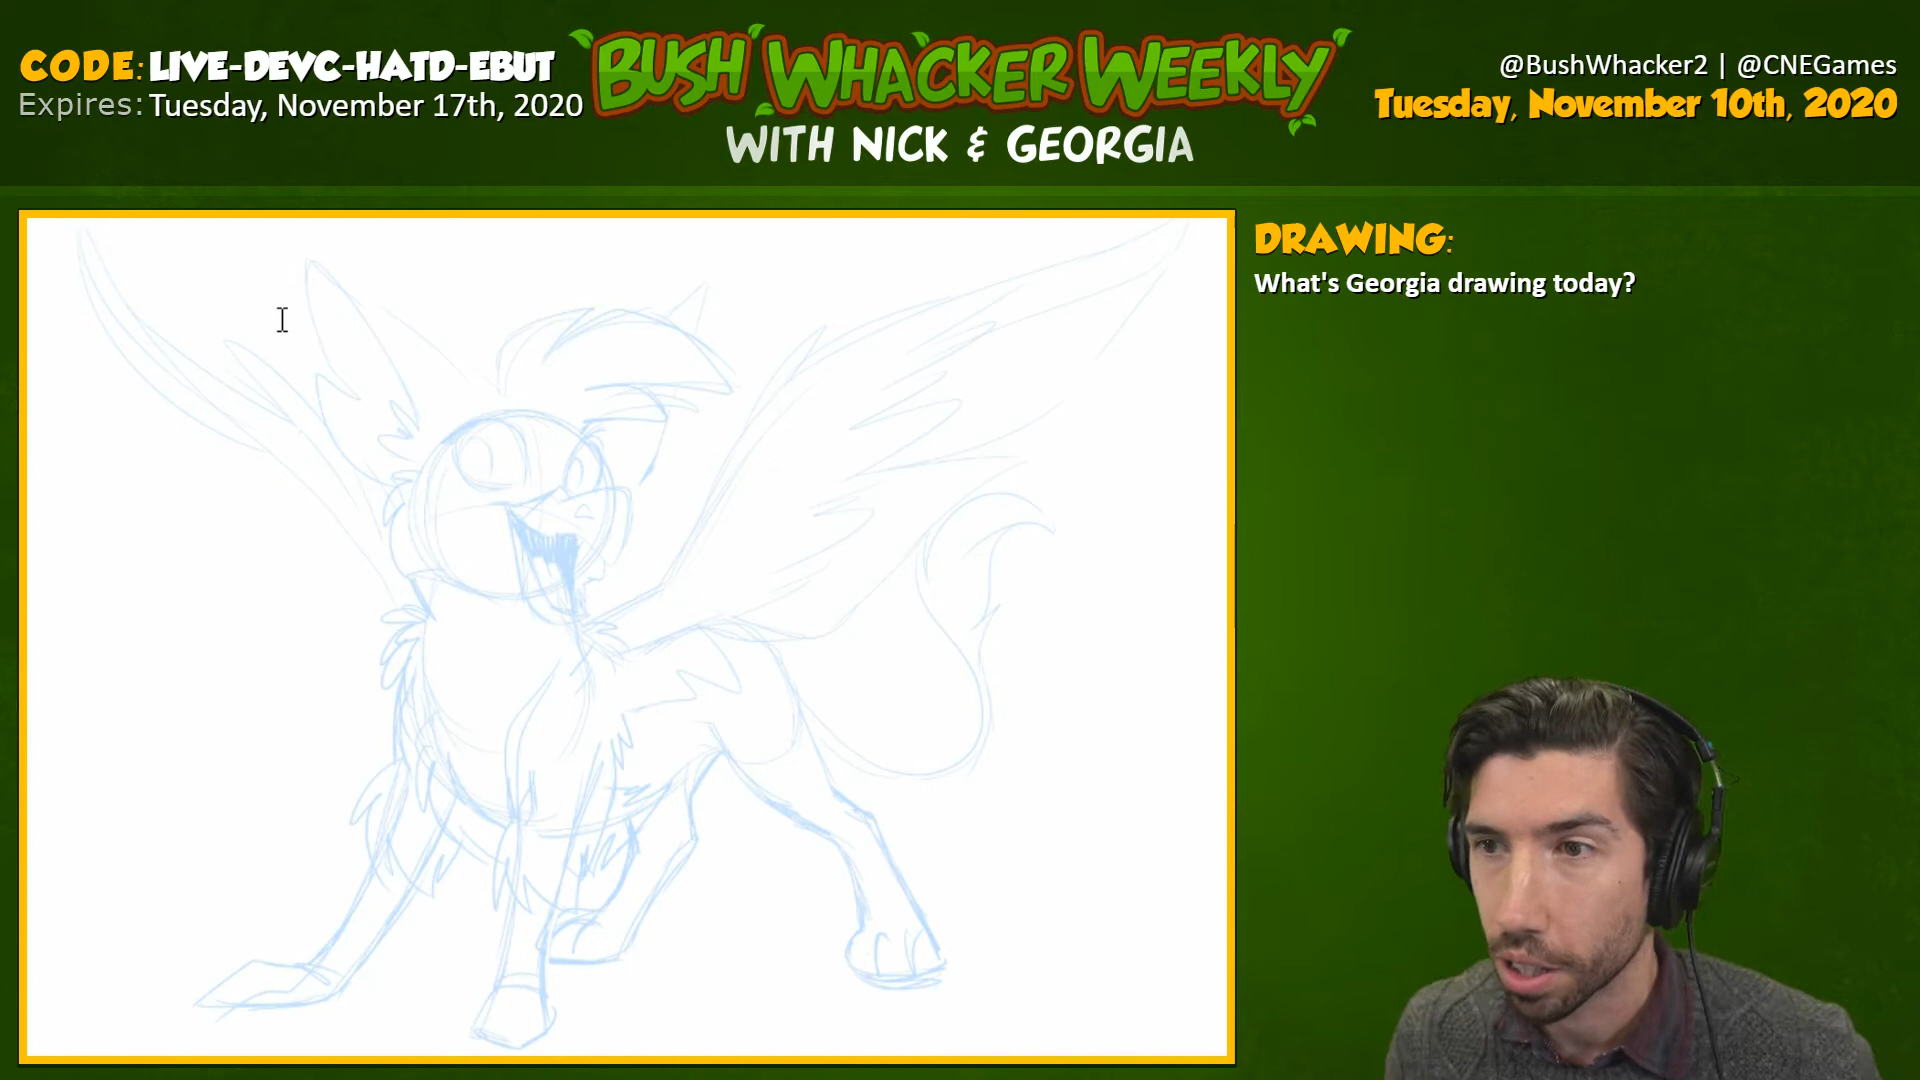 CODE: LIVE-DEVC-HATD-EBUT
Expires: Tuesday, November 17th, 2020
BUSH WHACKER WEEKLY
WITH NICK & GEORGIA
@BushWhacker2 | @CNEGames
Tuesday, November 10th, 2020
DRAWING:
What's Georgia drawing today?